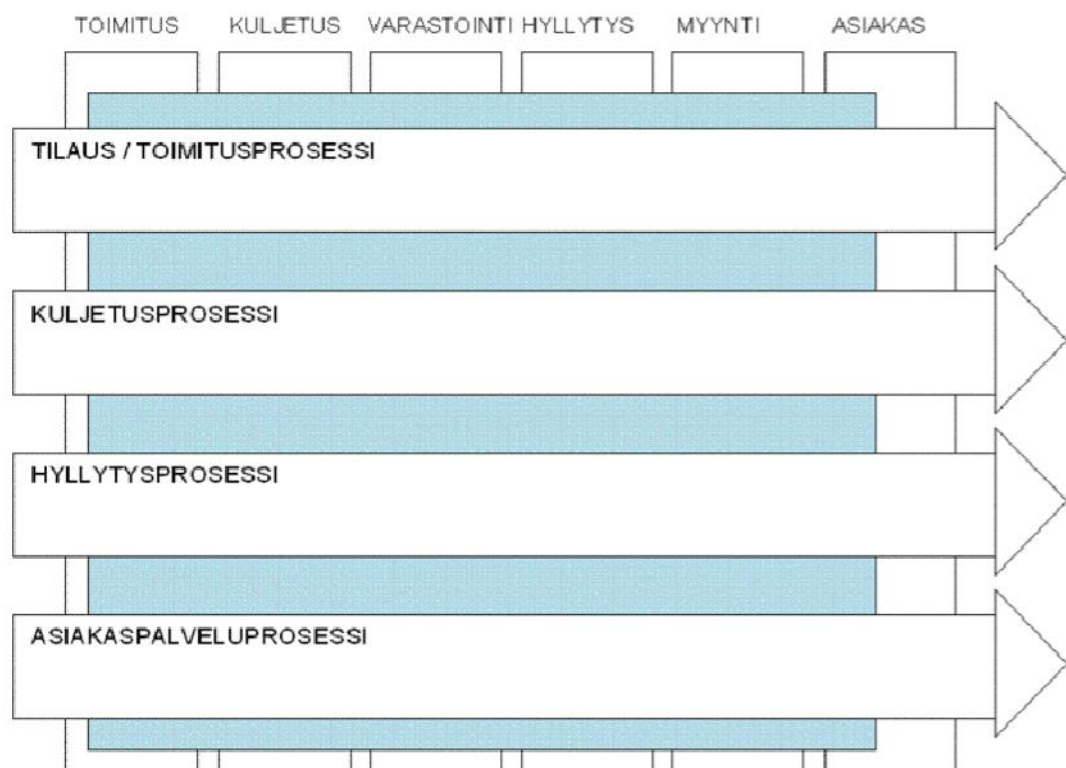 TOIMITUS KULJETUS VARASTOINTI HYLLYTYS MYYNTI ASIAKAS
TILAUS / TOIMITUSPROSESSI
KULJETUSPROSESSI
HYLLYTYSPROSESSI
ASIAKASPALVELUPROSESSI